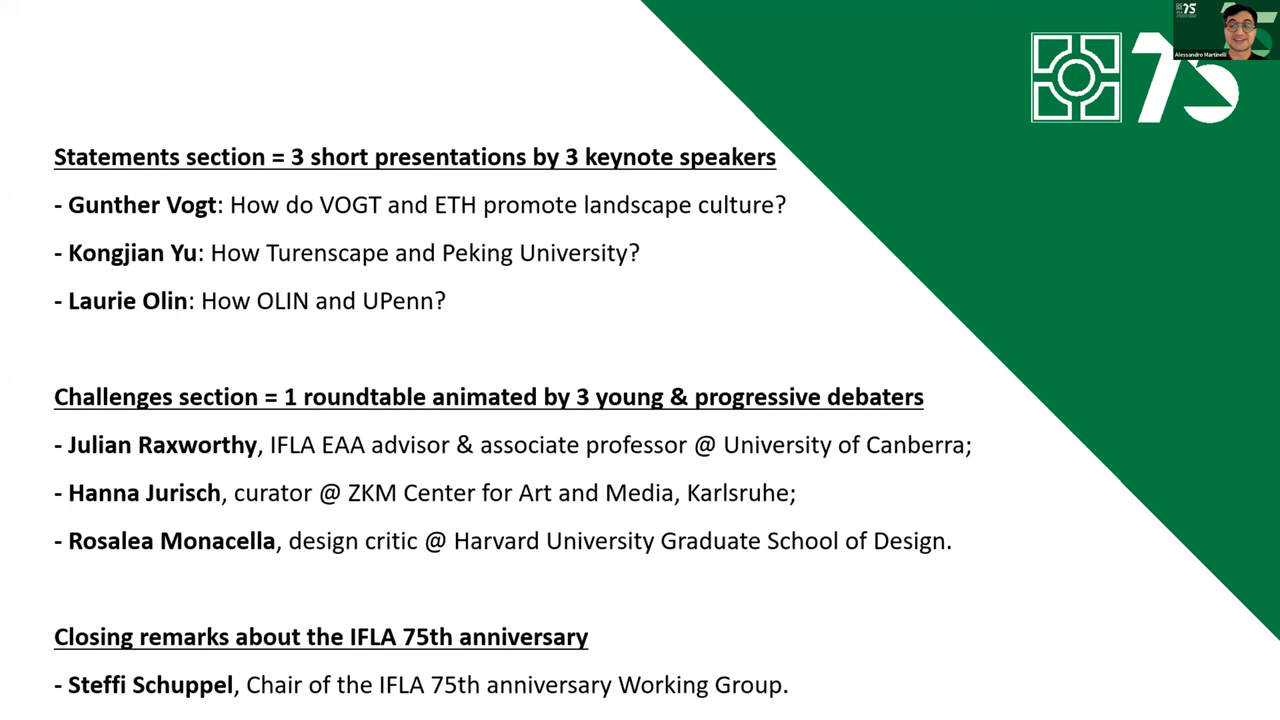 75
75
Alessandro Martinelli
Statements section = 3 short presentations by 3 keynote speakers
- Gunther Vogt: How do VOGT and ETH promote landscape culture?
- Kongjian Yu: How Turenscape and Peking University?
- Laurie Olin: How OLIN and UPenn?
Challenges section = 1 roundtable animated by 3 young & progressive debaters
- Julian Raxworthy, IFLA EAA advisor & associate professor @ University of Canberra;
- Hanna Jurisch, curator @ ZKM Center for Art and Media, Karlsruhe;
- Rosalea Monacella, design critic @ Harvard University Graduate School of Design.
Closing remarks about the IFLA 75th anniversary
- Steffi Schuppel, Chair of the IFLA 75th anniversary Working Group.